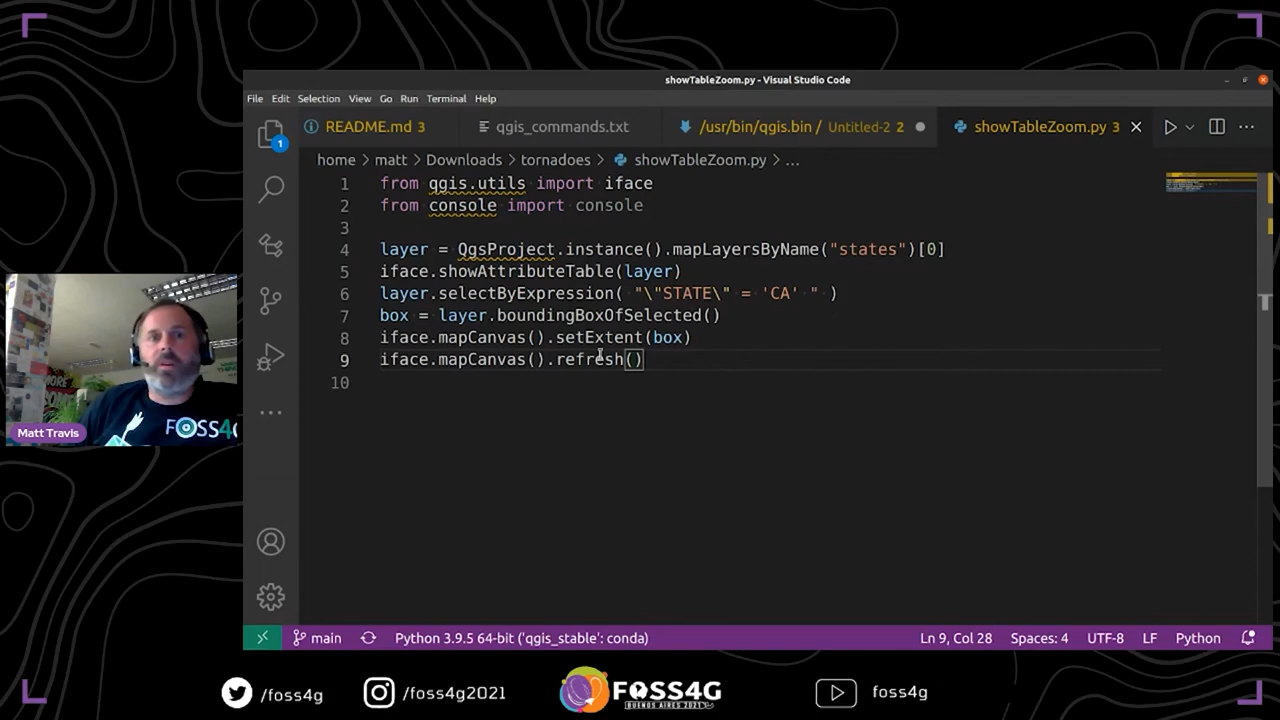 showTableZoom.py - Visual Studio Code
File Edit Selection View Go Run Terminal Help
README.md 3
qgis_commands.txt
/usr/bin/qgis.bin / Untitled-2 2
showTableZoom.py 3
home > matt > Downloads > tornadoes > showTableZoom.py > ...
1 from qgis.utils import iface
2 from console import console
3
4 layer = QgsProject.instance().mapLayersByName("states")[0]
5 iface.showAttributeTable(layer)
6 layer.selectByExpression( "\"STATE\" = 'CA' " )
7 box = layer.boundingBoxOfSelected()
8 iface.mapCanvas().setExtent(box)
9 iface.mapCanvas().refresh()
10
1
FOSS4G
Matt Travis
main
Python 3.9.5 64-bit ('qgis_stable': conda)
Ln 9, Col 28
Spaces: 4
UTF-8
LF
Python
/foss4g
/foss4g2021
FOSS4G
BUENOS AIRES 2021
foss4g